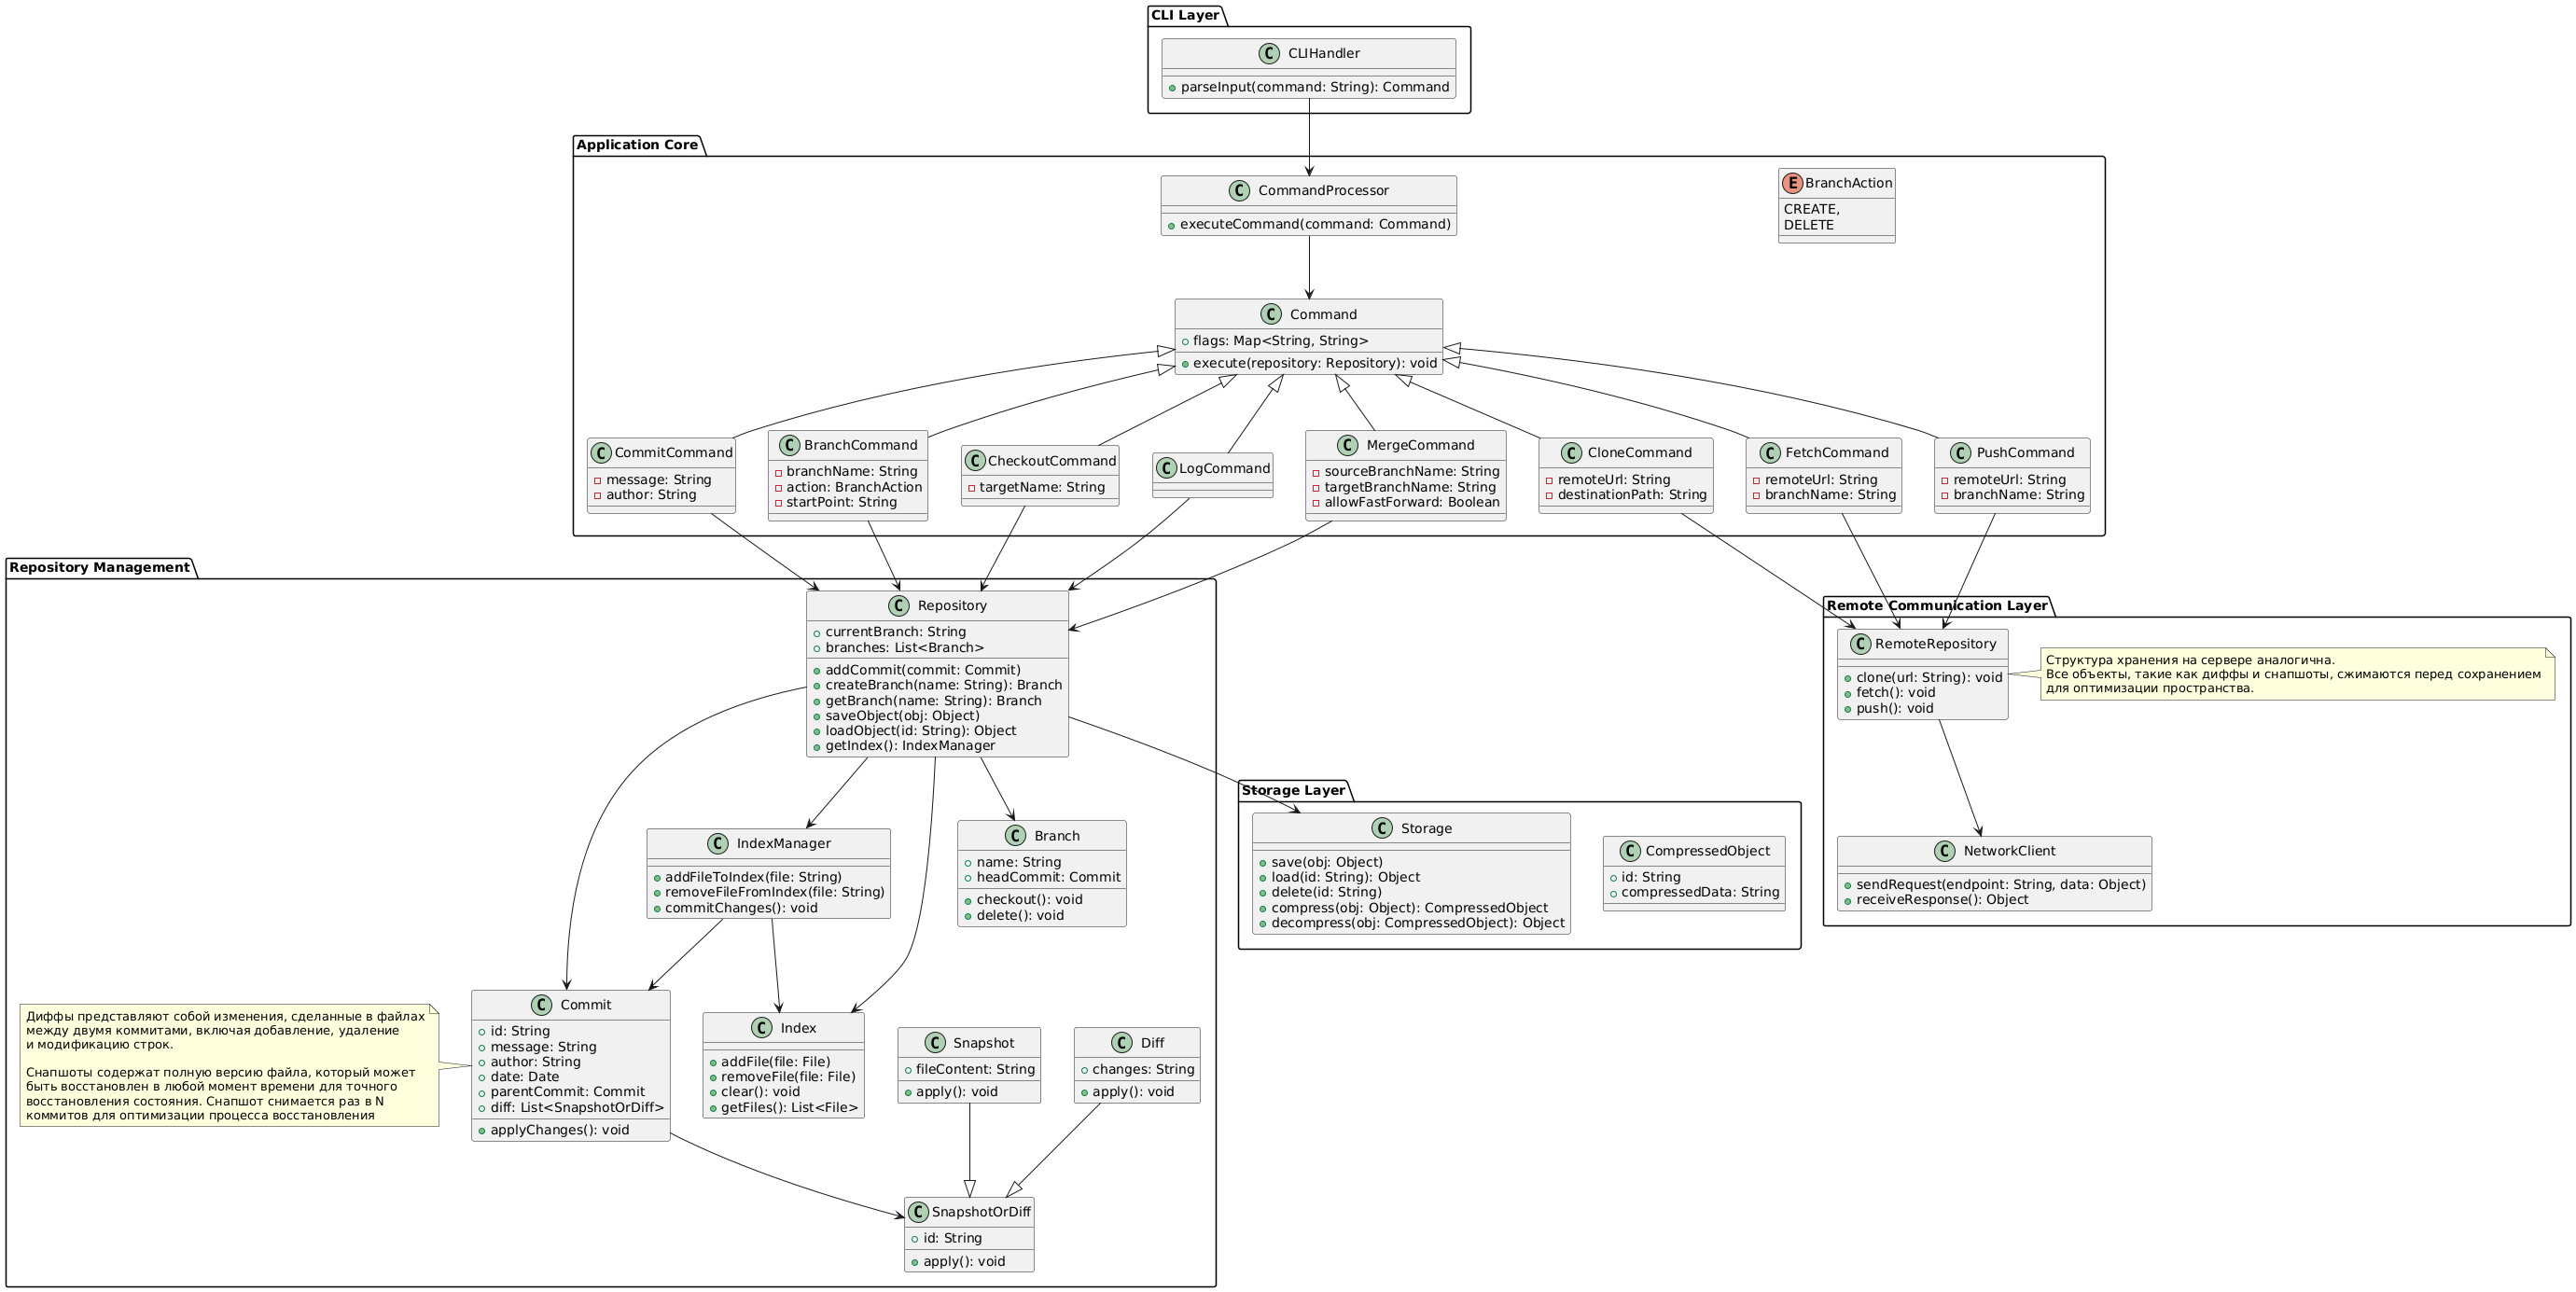 CLI Layer
CLIHandler
parseInput(command: String): Command
Application Core
CommandProcessor
executeCommand(command: Command)
BranchAction
CREATE,
DELETE
Command
flags: Map<String, String>
execute(repository: Repository): void
CommitCommand
message: String
author: String
BranchCommand
branchName: String
action: BranchAction
startPoint: String
CheckoutCommand
targetName: String
LogCommand
MergeCommand
sourceBranchName: String
targetBranchName: String
allowFastForward: Boolean
CloneCommand
remoteUrl: String
destinationPath: String
FetchCommand
remoteUrl: String
branchName: String
PushCommand
remoteUrl: String
branchName: String
Repository Management
Repository
currentBranch: String
branches: List<Branch>
addCommit(commit: Commit)
createBranch(name: String): Branch
getBranch(name: String): Branch
saveObject(obj: Object)
loadObject(id: String): Object
getIndex(): IndexManager
Remote Communication Layer
RemoteRepository
clone(url: String): void
fetch(): void
push(): void
Структура хранения на сервере аналогична.
Все объекты, такие как диффы и снапшоты, сжимаются перед сохранением
для оптимизации пространства.
IndexManager
addFileToIndex(file: String)
removeFileFromIndex(file: String)
commitChanges(): void
Branch
name: String
headCommit: Commit
checkout(): void
delete(): void
Storage Layer
Storage
save(obj: Object)
load(id: String): Object
delete(id: String)
compress(obj: Object): CompressedObject
decompress(obj: CompressedObject): Object
CompressedObject
id: String
compressedData: String
NetworkClient
sendRequest(endpoint: String, data: Object)
receiveResponse(): Object
Диффы представляют собой изменения, сделанные в файлах
между двумя коммитами, включая добавление, удаление
и модификацию строк.
Снапшоты содержат полную версию файла, который может
быть восстановлен в любой момент времени для точного
восстановления состояния. Снапшот снимается раз в N
коммитов для оптимизации процесса восстановления
Commit
id: String
message: String
author: String
date: Date
parentCommit: Commit
diff: List<SnapshotOrDiff>
applyChanges(): void
Index
addFile(file: File)
removeFile(file: File)
clear(): void
getFiles(): List<File>
Snapshot
fileContent: String
apply(): void
Diff
changes: String
apply(): void
SnapshotOrDiff
id: String
apply(): void